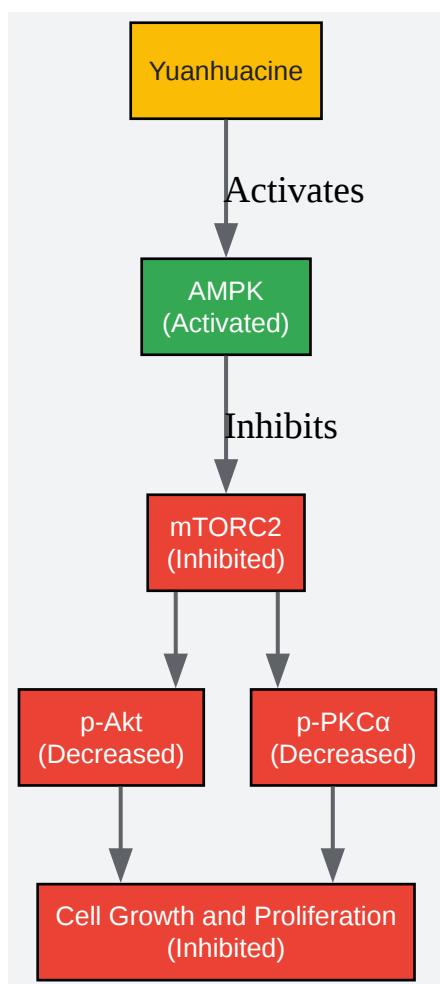 Yuanhuacine
Activates
AMPK
(Activated)
Inhibits
mTORC2
(Inhibited)
p-Akt
(Decreased)
p-PKCα
(Decreased)
Cell Growth and Proliferation
(Inhibited)